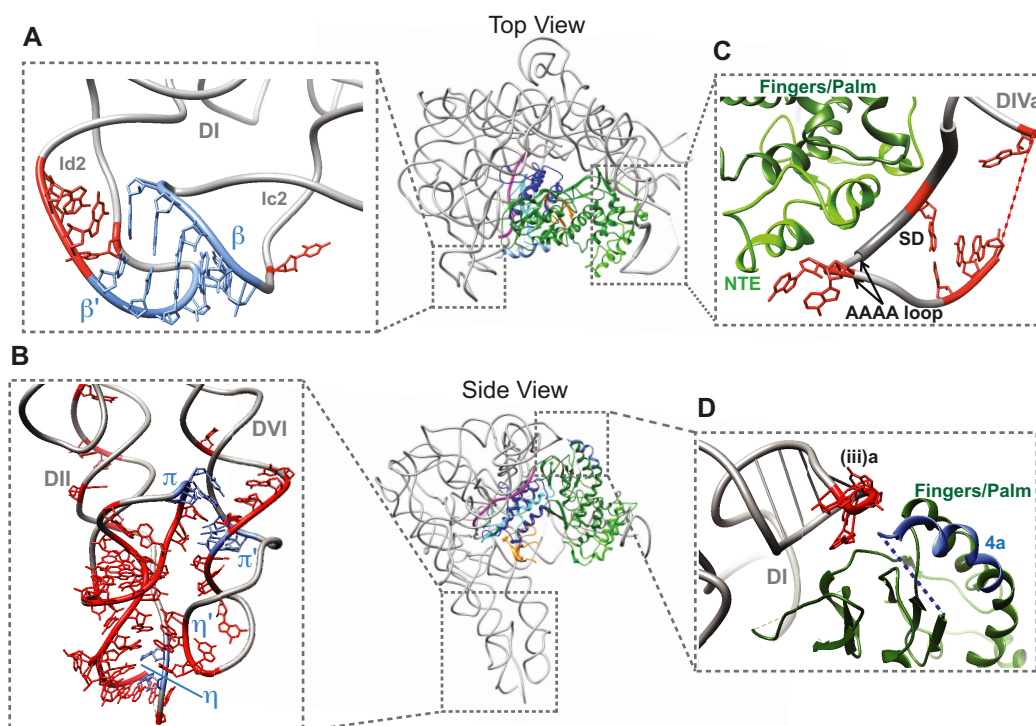 Top View
A
DI
Id2
Ic2
β
β'
C
Fingers/Palm
DIVa
SD
NTE
AAAA loop
B
DVI
DII
π
π'
η'
η
Side View
D
(iii)a
Fingers/Palm
4a
DI